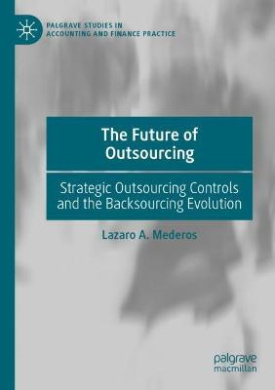 PALGRAVE STUDIES IN
ACCOUNTING AND FINANCE PRACTICE
The Future of
Outsourcing
Strategic Outsourcing Controls
and the Backsourcing Evolution
Lazaro A. Mederos
palgrave
macmillan